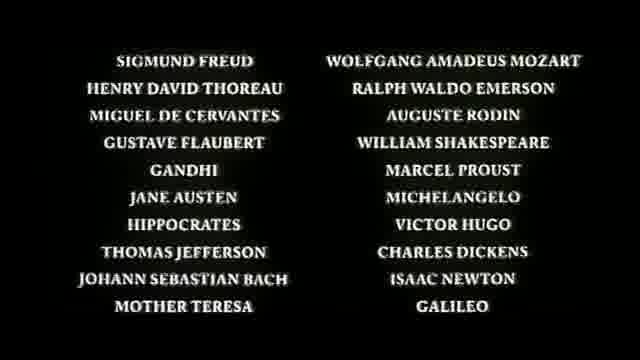 SIGMUND FREUD
HENRY DAVID THOREAU
MIGUEL DE CERVANTES
GUSTAVE FLAUBERT
GANDHI
JANE AUSTEN
HIPPOCRATES
THOMAS JEFFERSON
JOHANN SEBASTIAN BACH
MOTHER TERESA
WOLFGANG AMADEUS MOZART
RALPH WALDO EMERSON
AUGUSTE RODIN
WILLIAM SHAKESPEARE
MARCEL PROUST
MICHELANGELO
VICTOR HUGO
CHARLES DICKENS
ISAAC NEWTON
GALILEO